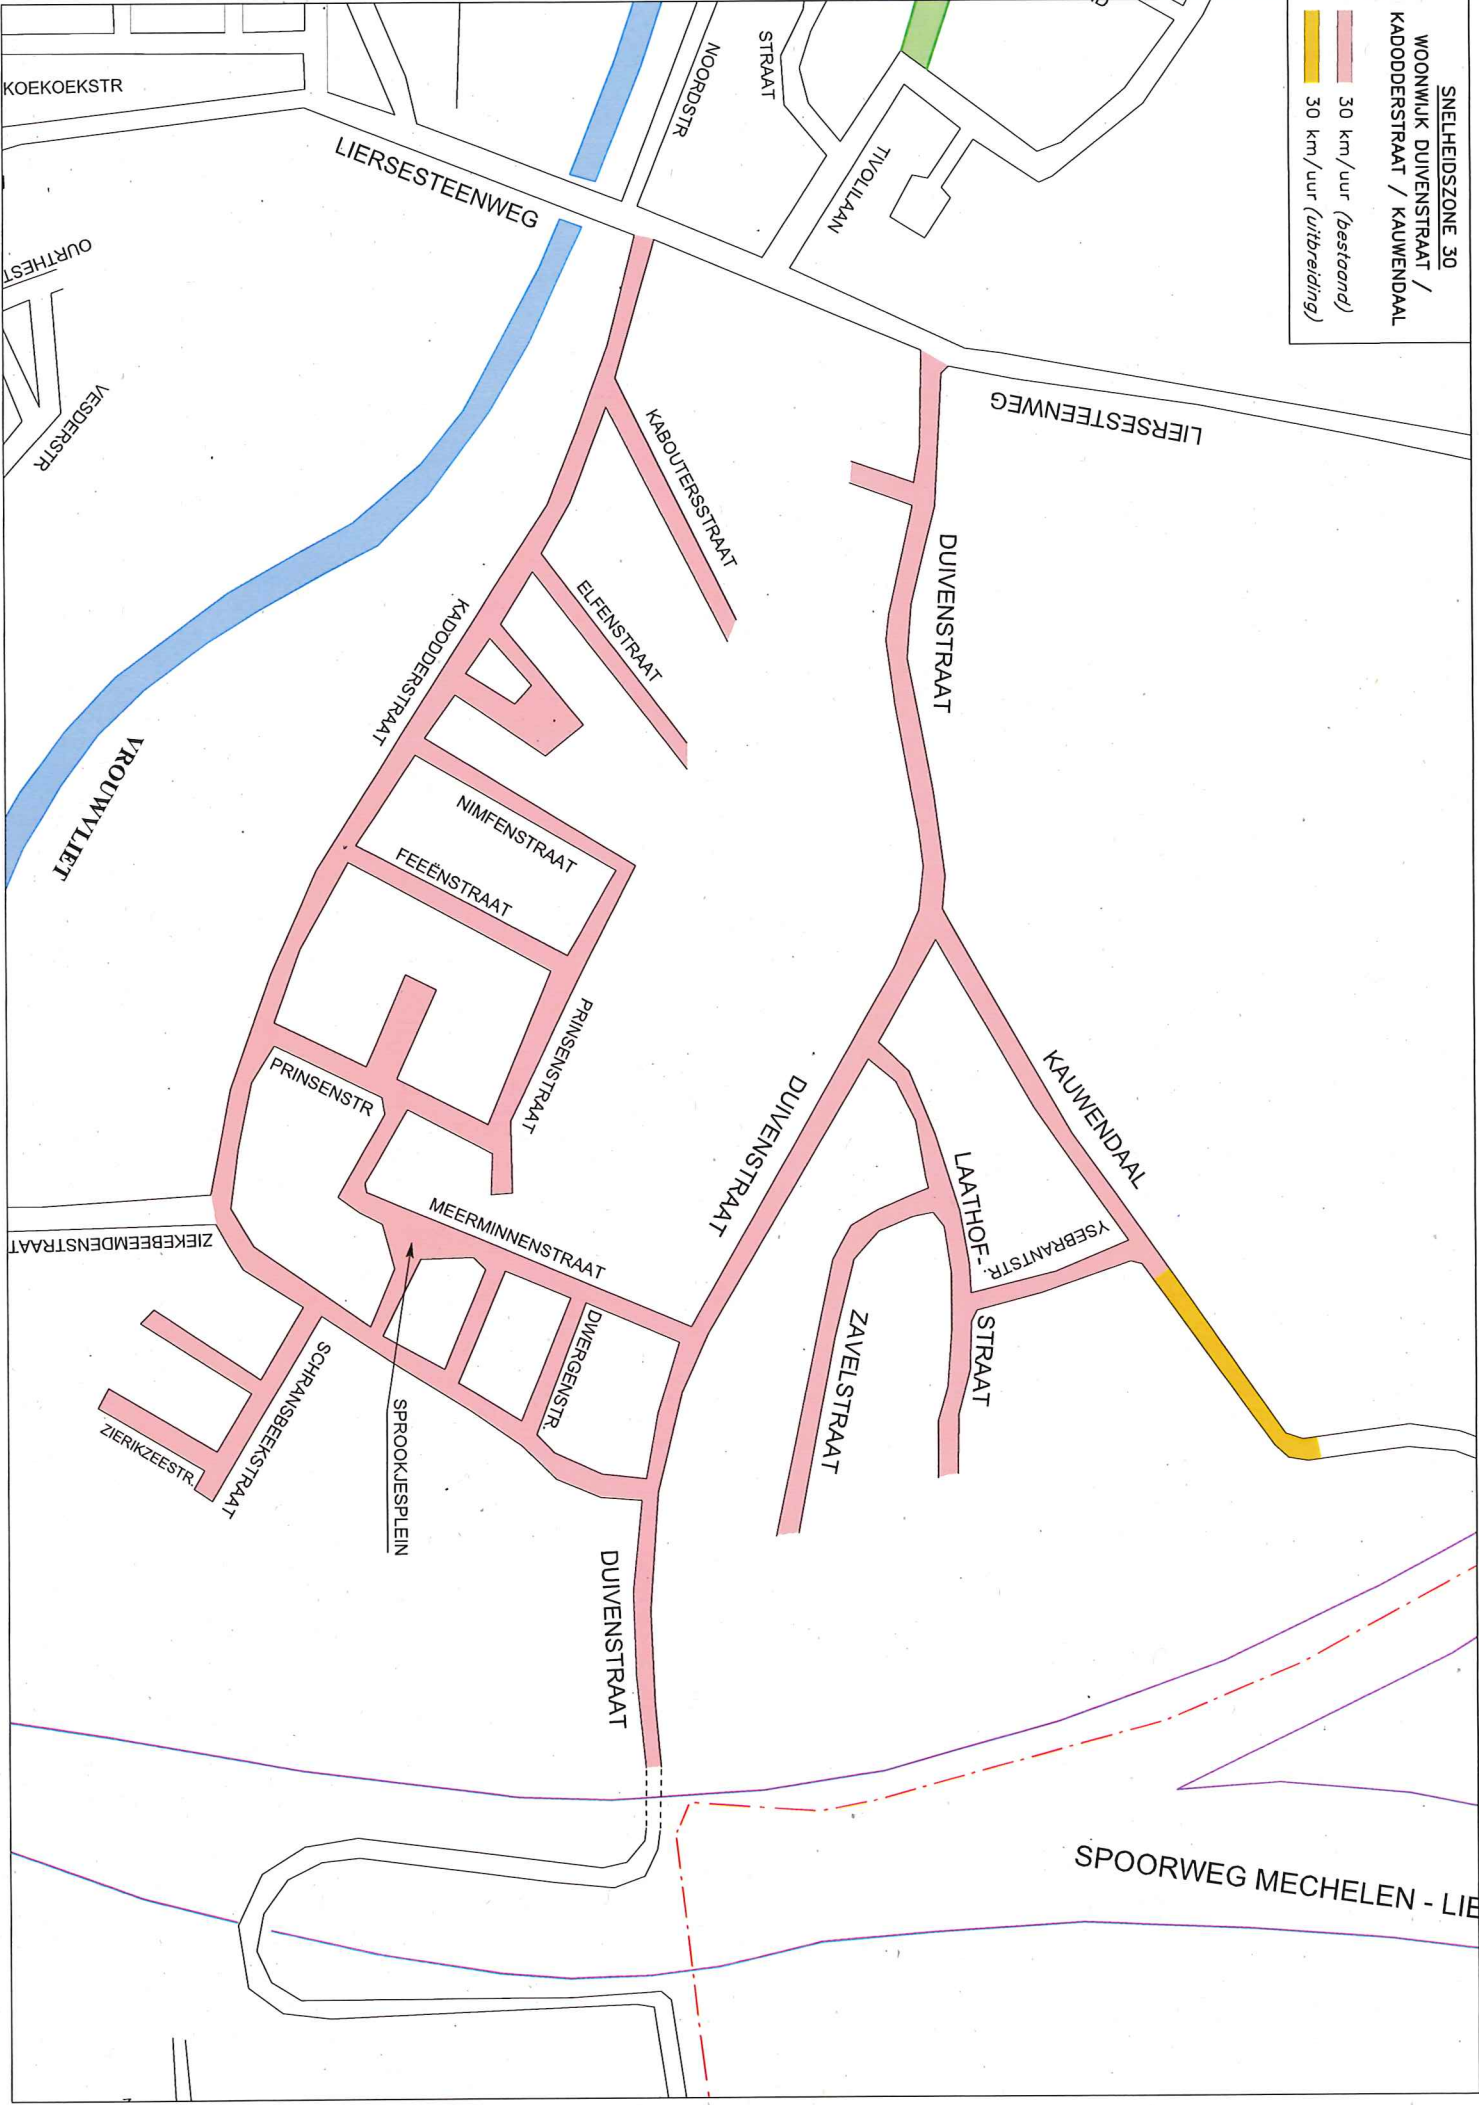 SNELHEIDSZONE 30
WOONWIJK DUIVENSTRAAT /
KADODDERSTRAAT / KAUWENDAAL
30 km/uur (bestaand)
30 km/uur (uitbreiding)
KOEKOEKSTR
NOORDSTR
STRAAT
TIVOLILAAN
LIERSESTEENWEG
LIERSESTEENWEG
OURTHEST
VESDERSTR
KABOUTERSSTRAAT
ELFENSTRAAT
DUIVENSTRAAT
KADODDERSTRAAT
VROUWVLIET
NIMFENSTRAAT
FEEËNSTRAAT
PRINSENSTRAAT
PRINSENSTR
KAUWENDAAL
DUIVENSTRAAT
LAATHOF-
STRAAT
YSEBRANTSTR.
MEERMINNENSTRAAT
ZIEKEBEEMDENSTRAAT
DWERGENSTR.
ZAVELSTRAAT
SCHRANSBEEKSTRAAT
ZIERIKZEESTR.
SPROOKJESPLEIN
DUIVENSTRAAT
SPOORWEG MECHELEN - LIE